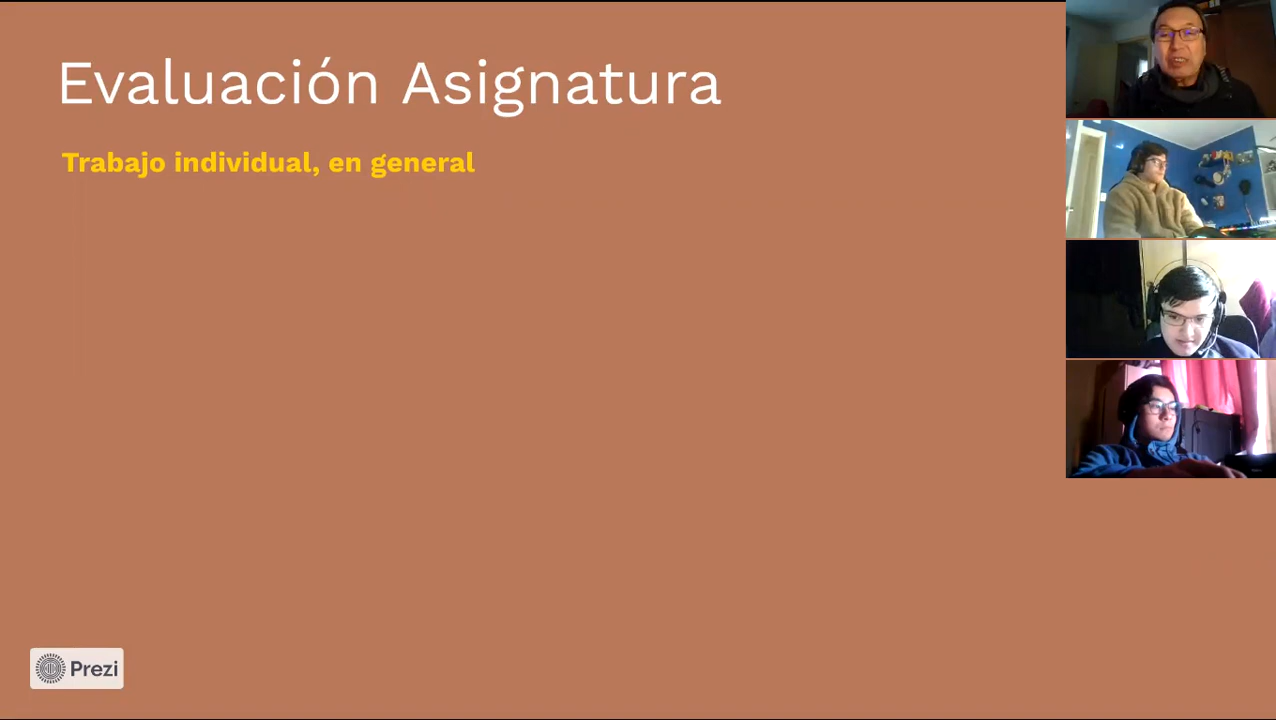 Evaluación Asignatura
Trabajo individual, en general
Prezi